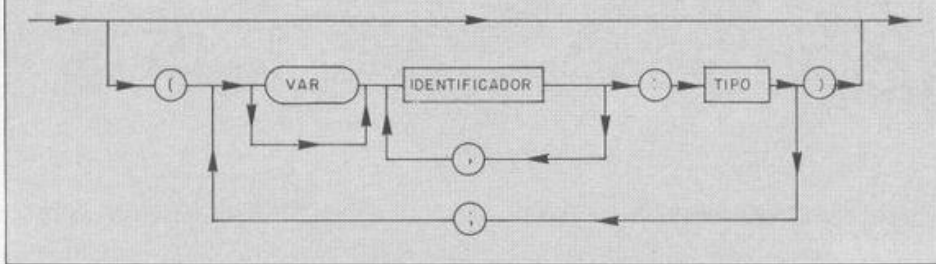 ( VAR IDENTIFICADOR : TIPO )
,
;